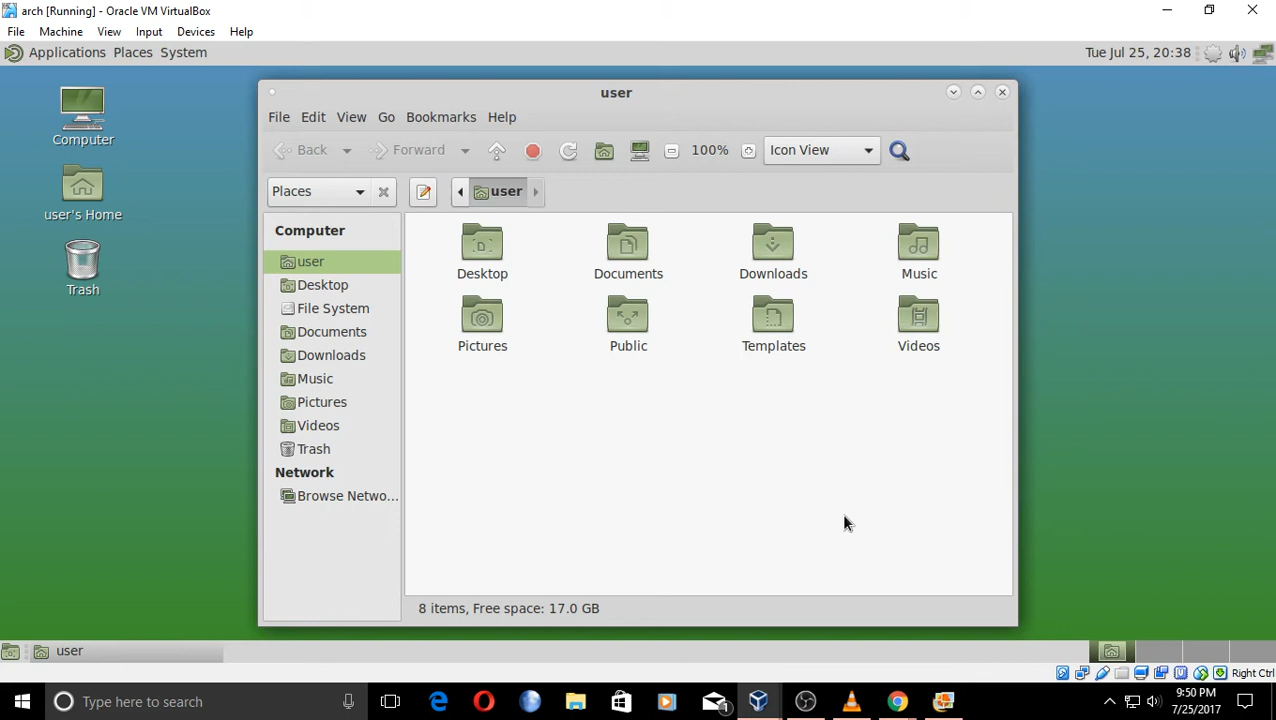 arch [Running] - Oracle VM VirtualBox
File Machine View Input Devices Help
Applications Places System Tue Jul 25, 20:38
Computer
user's Home
Trash
user
File Edit View Go Bookmarks Help
Back Forward 100% Icon View
Places user
Computer
user
Desktop
File System
Documents
Downloads
Music
Pictures
Videos
Trash
Network
Browse Netwo...
Desktop Documents Downloads Music
Pictures Public Templates Videos
8 items, Free space: 17.0 GB
user
Right Ctrl
Type here to search
1
9:50 PM
7/25/2017